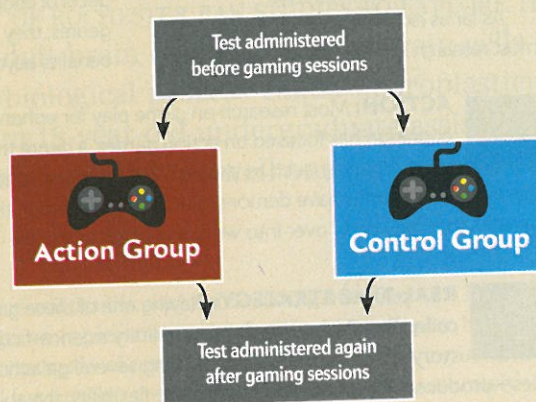 Test administered
before gaming sessions
Action Group
Control Group
Test administered again
after gaming sessions